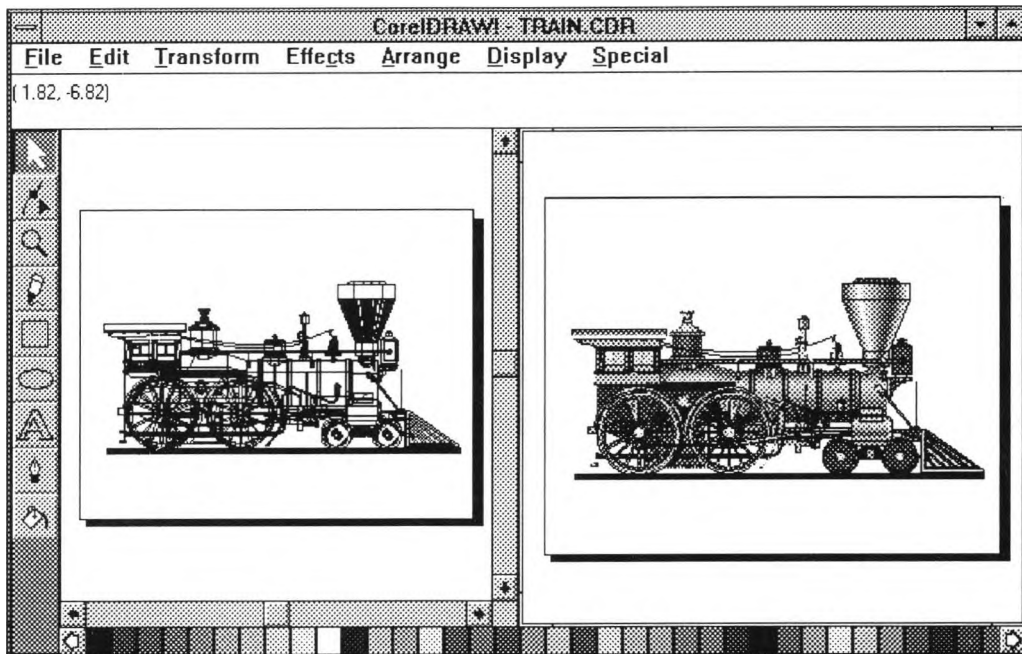 CorelDRAW! - TRAIN.CDR
File Edit Transform Effects Arrange Display Special
( 1.82, -6.82)